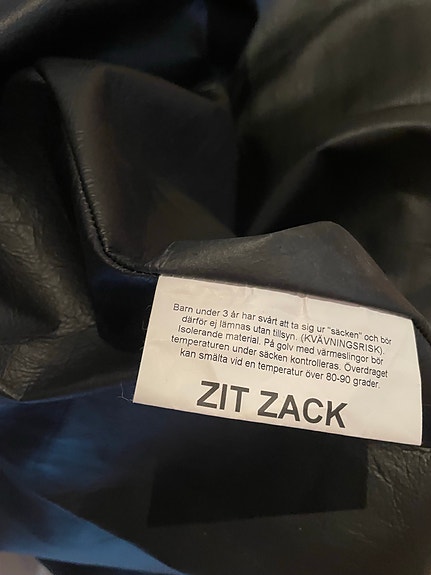 Barn under 3 år har svårt att ta sig ur "säcken" och bör
därför ej lämnas utan tillsyn. (KVÄVNINGSRISK).
Isolerande material. På golv med värmeslingor bör
temperaturen under säcken kontrolleras. Överdraget
kan smälta vid en temperatur över 80-90 grader.
ZIT ZACK